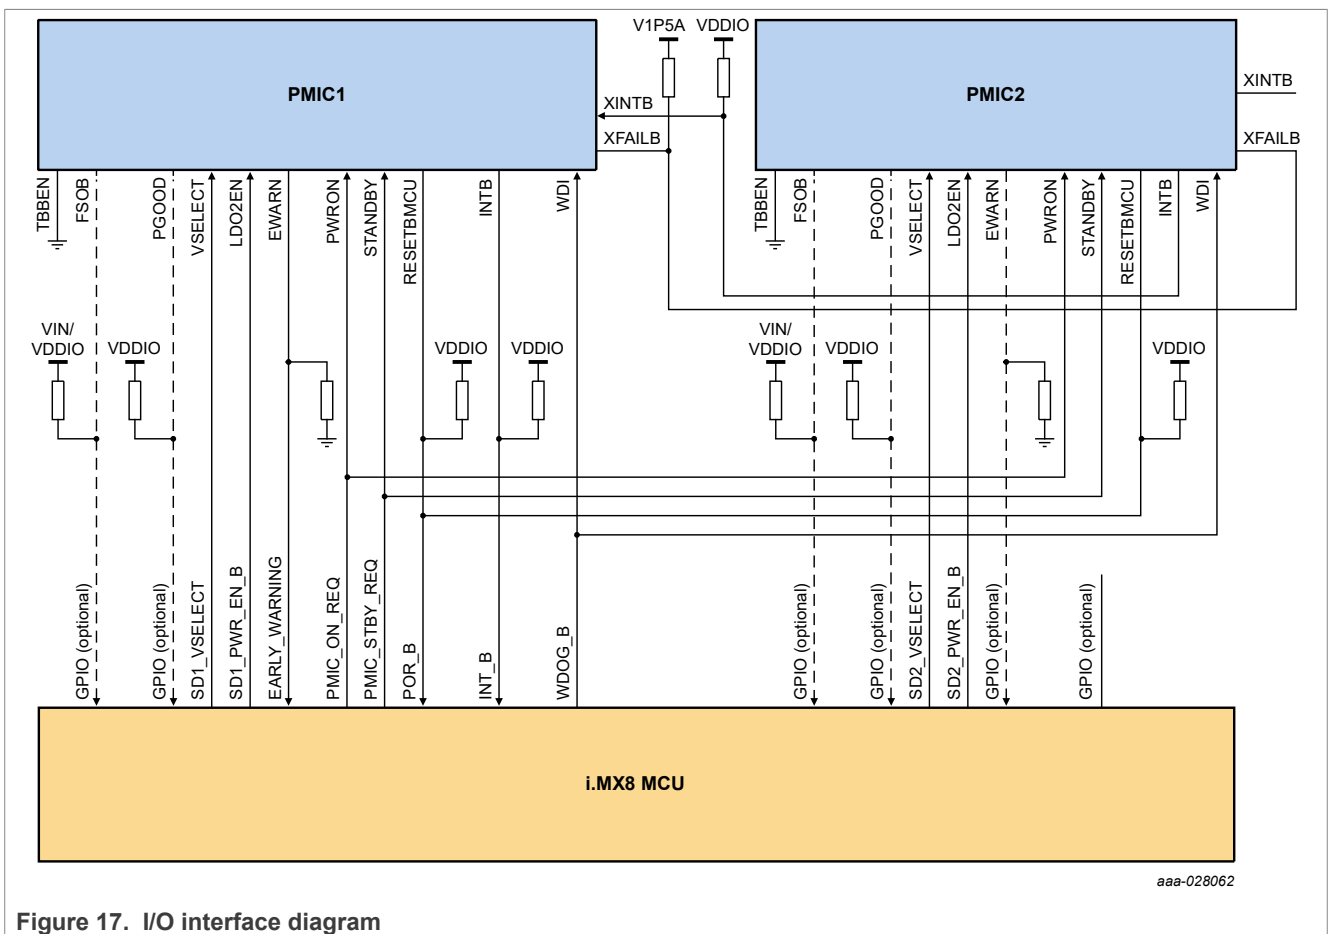 V1P5A VDDIO
PMIC1
PMIC2
XINTB
XFAILB
XINTB
XFAILB
TBBEN
FSOB
PGOOD
VSELECT
LDO2EN
EWARN
PWRON
STANDBY
RESETBMCU
INTB
WDI
TBBEN
FSOB
PGOOD
VSELECT
LDO2EN
EWARN
PWRON
STANDBY
RESETBMCU
INTB
WDI
VIN/
VDDIO
VDDIO
VDDIO
VDDIO
VIN/
VDDIO
VDDIO
VDDIO
GPIO (optional)
GPIO (optional)
SD1_VSELECT
SD1_PWR_EN_B
EARLY_WARNING
PMIC_ON_REQ
PMIC_STBY_REQ
POR_B
INT_B
WDOG_B
GPIO (optional)
GPIO (optional)
SD2_VSELECT
SD2_PWR_EN_B
GPIO (optional)
GPIO (optional)
i.MX8 MCU
aaa-028062
Figure 17. I/O interface diagram